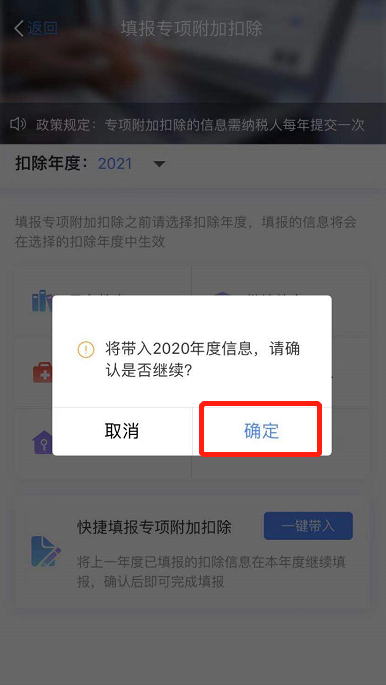 返回
填报专项附加扣除
政策规定：专项附加扣除的信息需纳税人每年提交一次
扣除年度：2021
填报专项附加扣除之前请选择扣除年度，填报的信息将会
在选择的扣除年度中生效
将带入2020年度信息，请确
认是否继续？
取消
确定
快捷填报专项附加扣除
一键带入
将上一年度已填报的扣除信息在本年度继续填
报，确认后即可完成填报